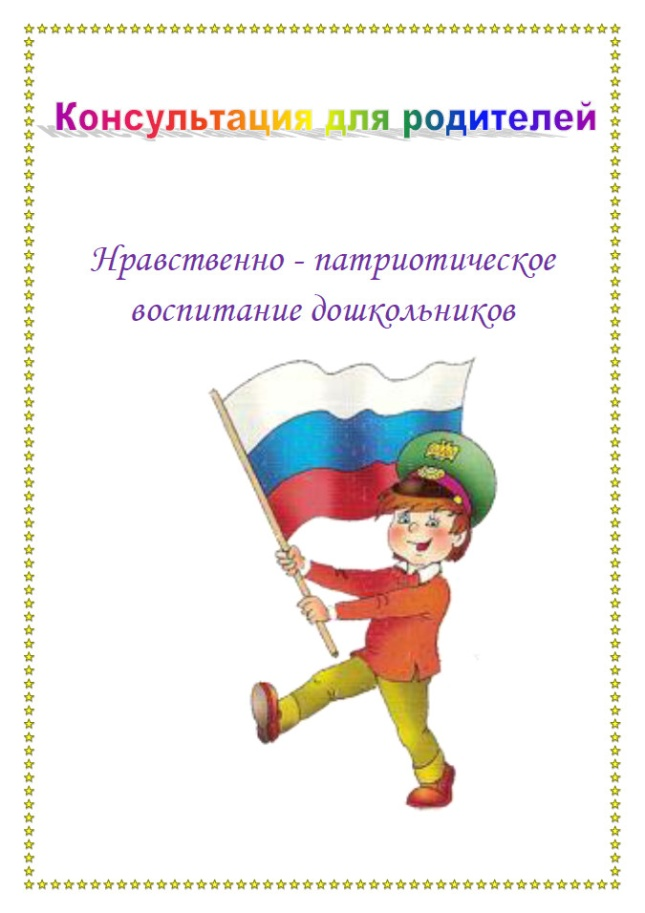 Консультация для родителей
Нравственно - патриотическое
воспитание дошкольников